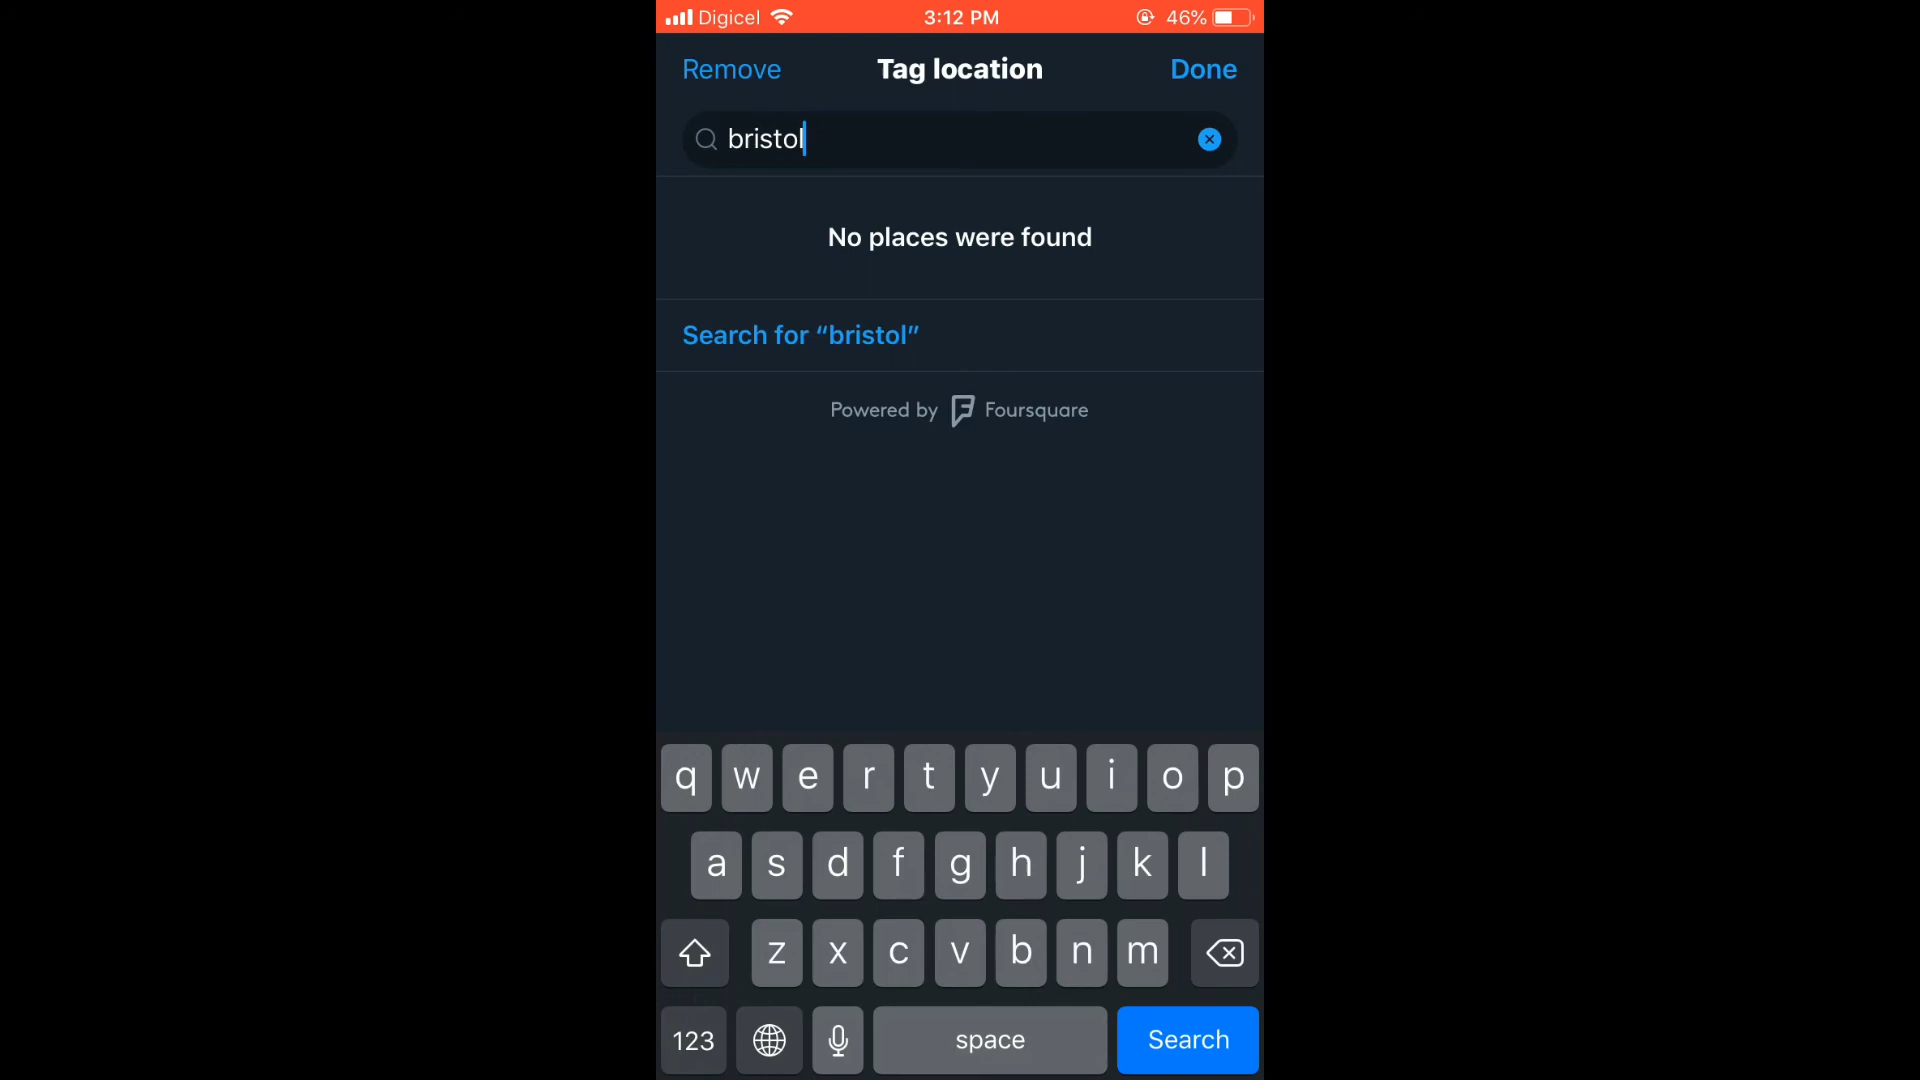 Digicel 3:12 PM 46%
Remove Tag location Done
bristol
No places were found
Search for “bristol”
Powered by Foursquare
q w e r t y u i o p
a s d f g h j k l
z x c v b n m
123 space Search